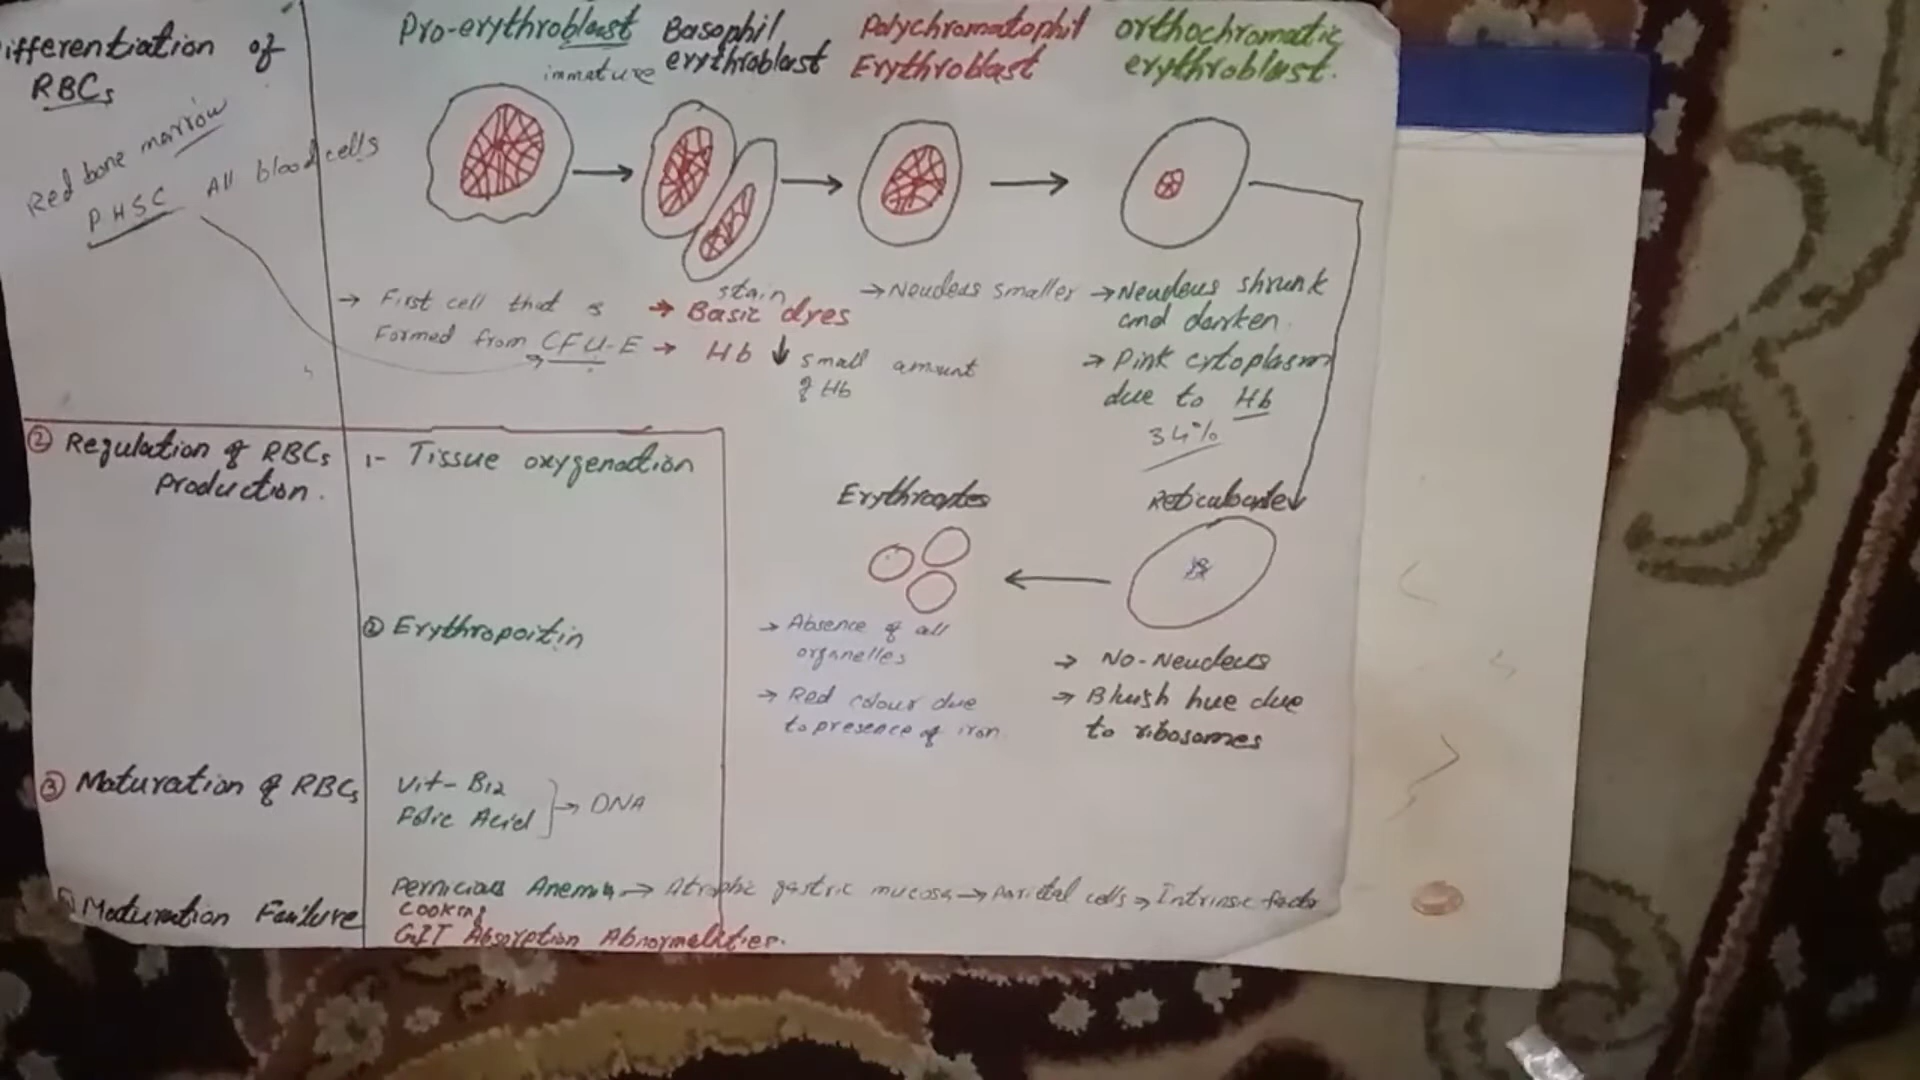 ifferentiation of
RBCs
Red bone marrow
PHSC All blood cells
Pro-erythroblast
immature
Basophil
erythroblast
Polychromatophil
Erythroblast
orthochromatic
erythroblast.
→ First cell that is
Formed from CFU-E
stain
→ Basic dyes
→ Hb ↓ small amount
of Hb
→ Neucleus smaller
→ Neucleus shrunk
and darken.
→ Pink cytoplasm
due to Hb
34%
Reticulocyte
Erythrocytes
→ Absence of all
organelles
→ Red colour due
to presence of iron
→ No-Neucleus
→ Bluish hue due
to ribosomes
② Regulation of RBCs
production.
1- Tissue oxygenation
② Erythropoitin
③ Maturation of RBCs
Vit-B12
Folic Acid
→ DNA
Maturation Failure
Pernicious Anemia → Atrophic gastric mucosa → Parietal cells → Intrinsic factor
Cooking
GIT Absorption Abnormalities.